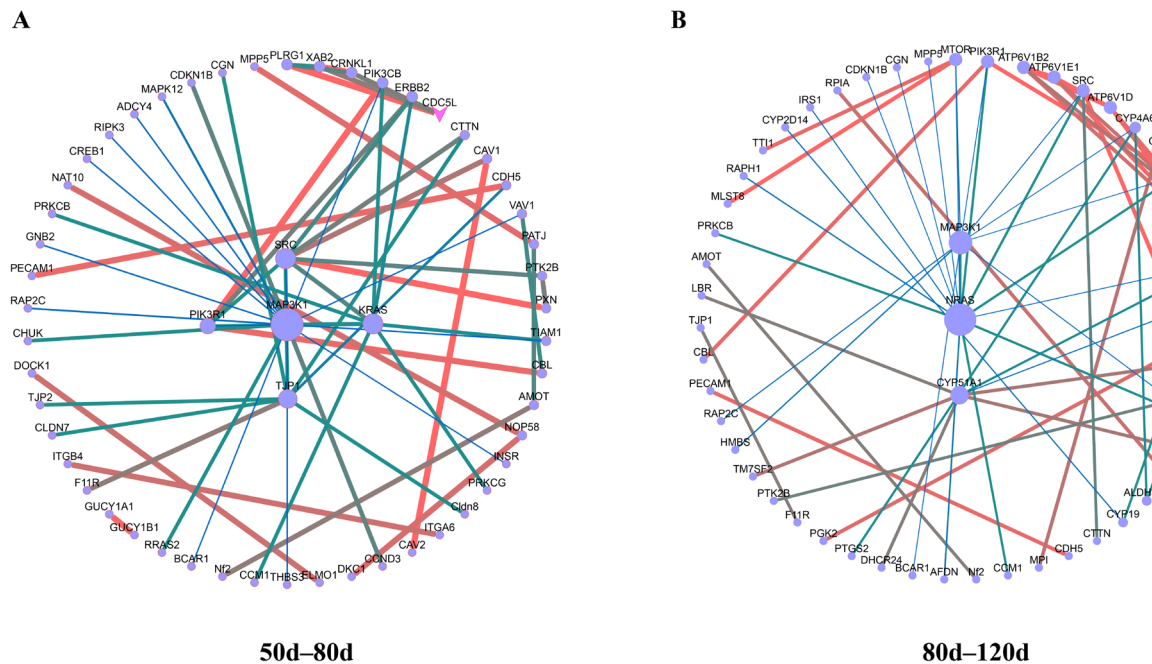 A
B
PLRG1
XAB2
CRNKL1
MPP5
PIK3CB
CGN
ERBB2
CDKN1B
CDC5L
MAPK12
CTTN
ADCY4
CAV1
RIPK3
CDH5
CREB1
VAV1
NAT10
PATJ
PRKCB
SRC
PTK2B
GNB2
PXN
PECAM1
MAP3K1
KRAS
RAP2C
PIK3R1
TIAM1
CHUK
CBL
DOCK1
TJP1
AMOT
TJP2
NOP58
CLDN7
INSR
ITGB4
PRKCG
F11R
Cldn8
GUCY1A1
ITGA6
GUCY1B1
CAV2
RRAS2
CCND3
BCAR1
DKC1
Nf2
ELMO1
CCM1
THBS3
MTOR
PIK3R1
MPP5
ATP6V1B2
CGN
ATP6V1E1
CDKN1B
SRC
RPIA
ATP6V1D
IRS1
CYP4A6
CYP2D14
TTI1
RAPH1
MLST8
PRKCB
MAP3K1
AMOT
LBR
NRAS
TJP1
CBL
CYP51A1
PECAM1
RAP2C
HMBS
TM7SF2
PTK2B
ALDH
F11R
CYP19
PGK2
CTTN
PTGS2
CDH5
DHCR24
MPI
BCAR1
CCM1
AFDN
Nf2
50d–80d
80d–120d